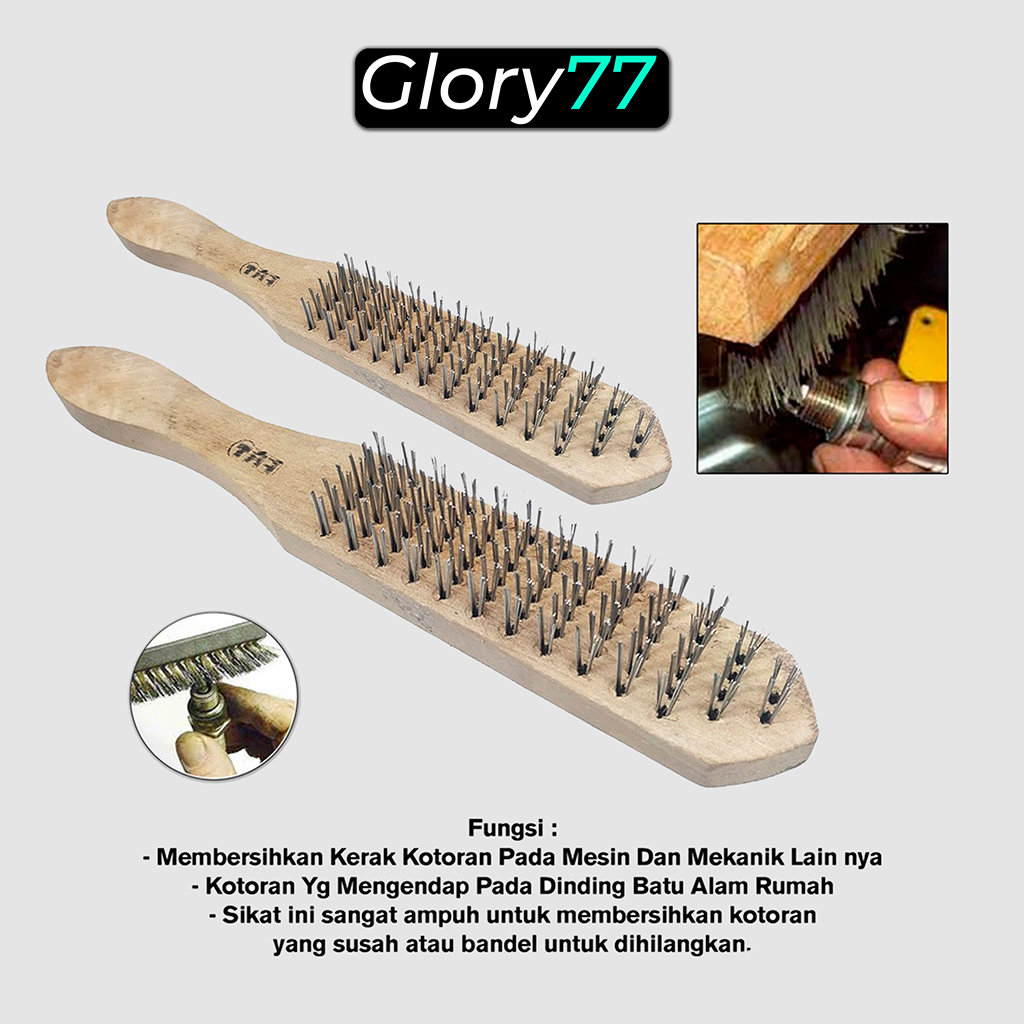 Glory77
Fungsi :
- Membersihkan Kerak Kotoran Pada Mesin Dan Mekanik Lain nya
- Kotoran Yg Mengendap Pada Dinding Batu Alam Rumah
- Sikat ini sangat ampuh untuk membersihkan kotoran
yang susah atau bandel untuk dihilangkan.